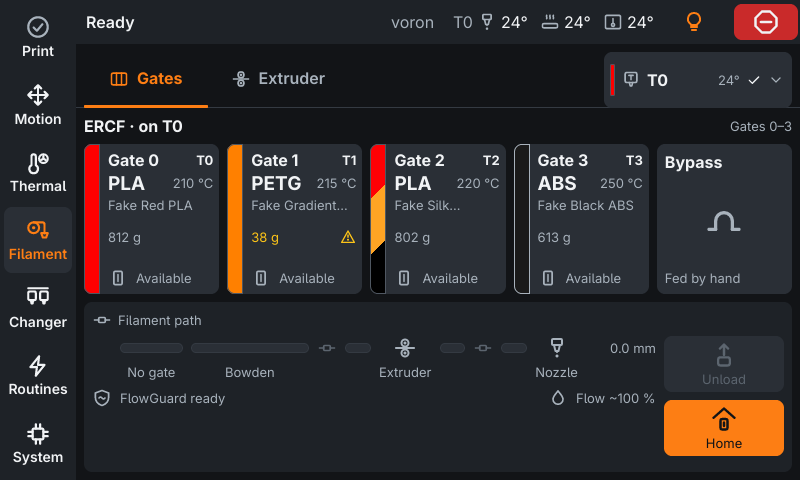 Ready
voron T0 24° 24° 24°
Print
Motion
Thermal
Filament
Changer
Routines
System
Gates Extruder
T0 24°
ERCF · on T0
Gates 0–3
Gate 0 T0
PLA 210 °C
Fake Red PLA
812 g
Available
Gate 1 T1
PETG 215 °C
Fake Gradient…
38 g
Available
Gate 2 T2
PLA 220 °C
Fake Silk…
802 g
Available
Gate 3 T3
ABS 250 °C
Fake Black ABS
613 g
Available
Bypass
Fed by hand
Filament path
0.0 mm
No gate Bowden Extruder Nozzle
FlowGuard ready
Flow ~100 %
Unload
Home